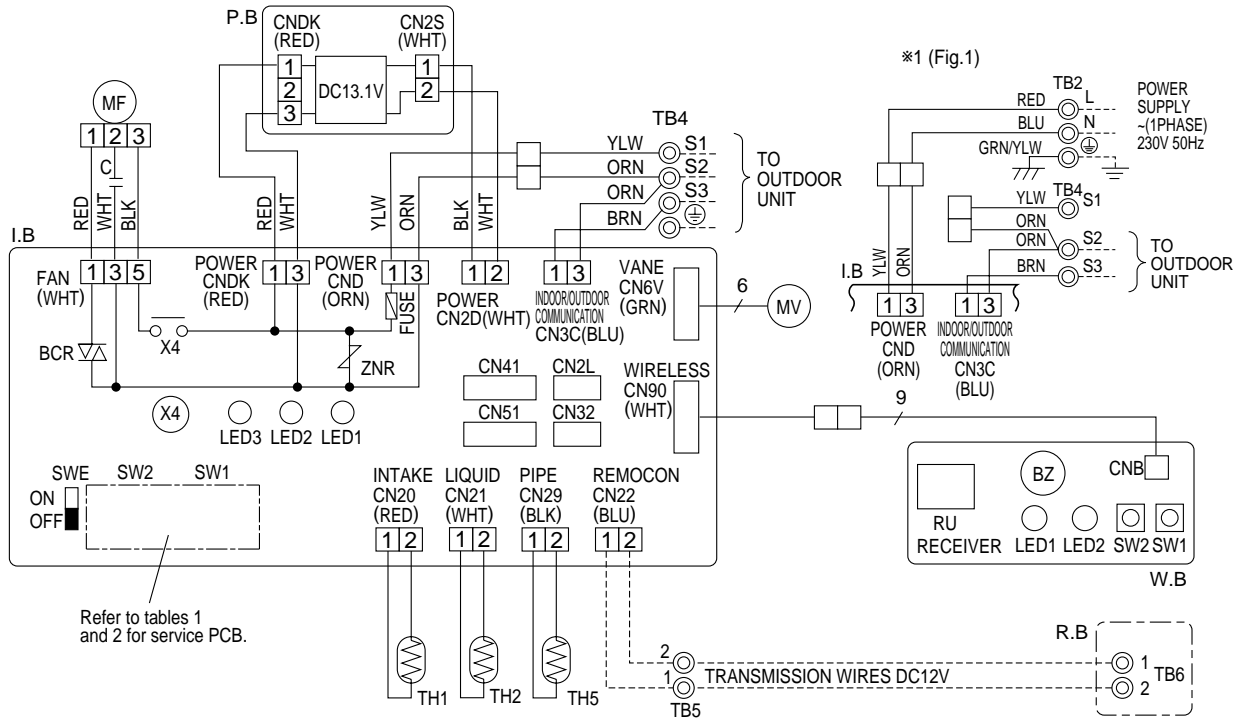 P.B
CNDK
(RED)
CN2S
(WHT)
1
2
3
DC13.1V
1
2
MF
1 2 3
C
RED
WHT
BLK
RED
WHT
YLW
ORN
BLK
WHT
YLW
ORN
ORN
BRN
TB4
S1
S2
S3
TO
OUTDOOR
UNIT
※1 (Fig.1)
TB2
RED
L
BLU
N
GRN/YLW
POWER
SUPPLY
~(1PHASE)
230V 50Hz
YLW
TB4
S1
ORN
ORN
S2
BRN
S3
TO
OUTDOOR
UNIT
I.B
YLW
ORN
1 3
POWER
CND
(ORN)
1 3
INDOOR/OUTDOOR
COMMUNICATION
CN3C
(BLU)
I.B
FAN
(WHT)
1 3 5
POWER
CNDK
(RED)
1 3
POWER
CND
(ORN)
1 3
FUSE
1 2
POWER
CN2D(WHT)
1 3
INDOOR/OUTDOOR
COMMUNICATION
CN3C(BLU)
VANE
CN6V
(GRN)
6
MV
X4
BCR
ZNR
X4
LED3 LED2 LED1
CN41
CN2L
CN51
CN32
WIRELESS
CN90
(WHT)
9
CNB
BZ
RU
RECEIVER
LED1 LED2 SW2 SW1
W.B
SWE
SW2
SW1
ON
OFF
INTAKE
CN20
(RED)
1 2
LIQUID
CN21
(WHT)
1 2
PIPE
CN29
(BLK)
1 2
REMOCON
CN22
(BLU)
1 2
Refer to tables 1
and 2 for service PCB.
TH1
TH2
TH5
2
1
TB5
TRANSMISSION WIRES DC12V
R.B
1
2
TB6